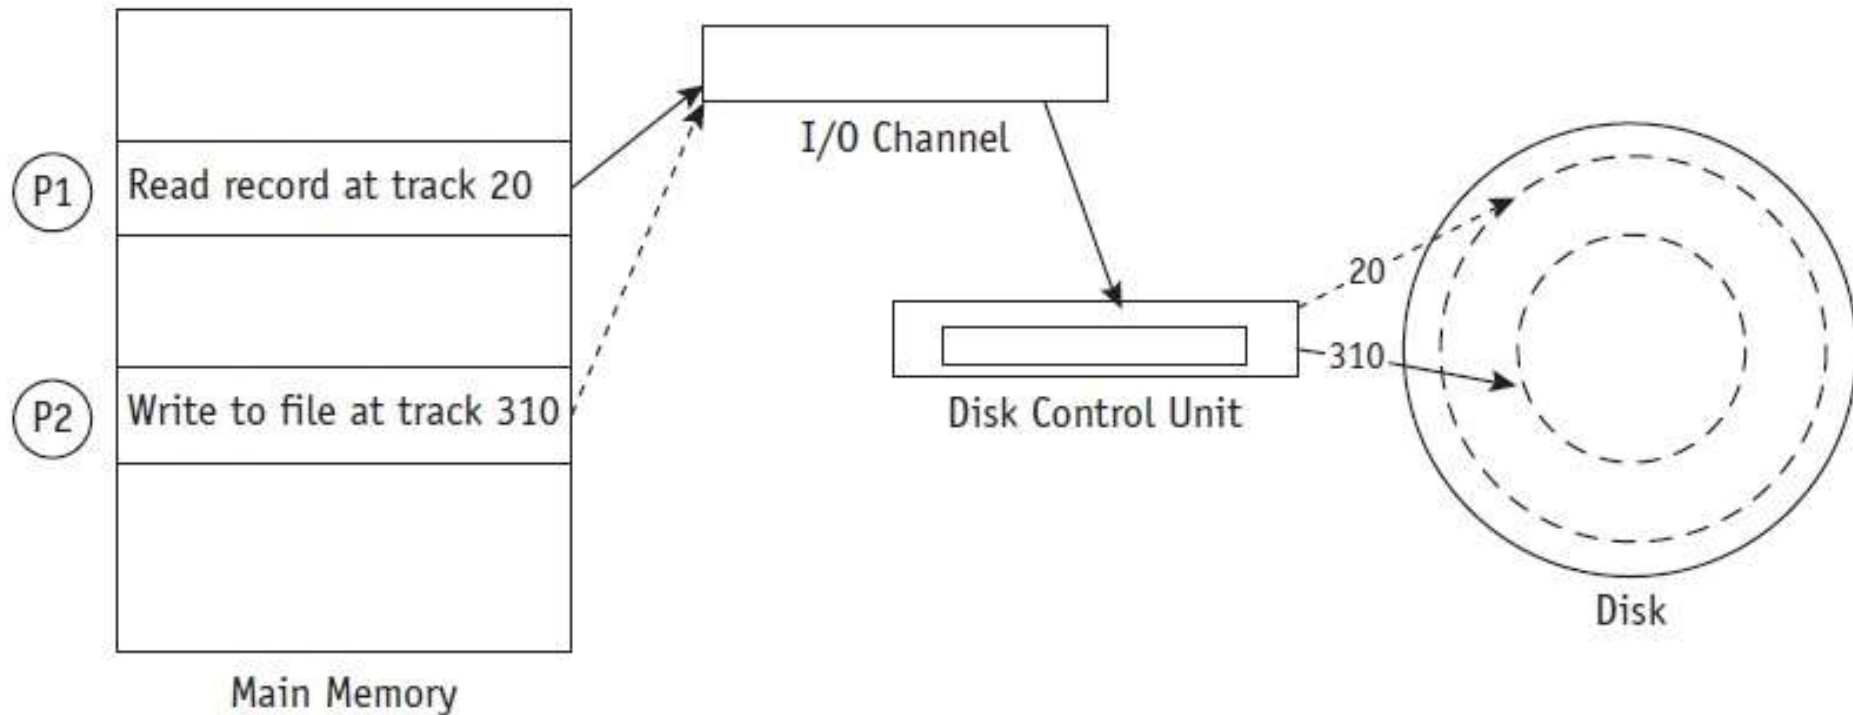 I/O Channel
P1
Read record at track 20
20
310
P2
Write to file at track 310
Disk Control Unit
Disk
Main Memory